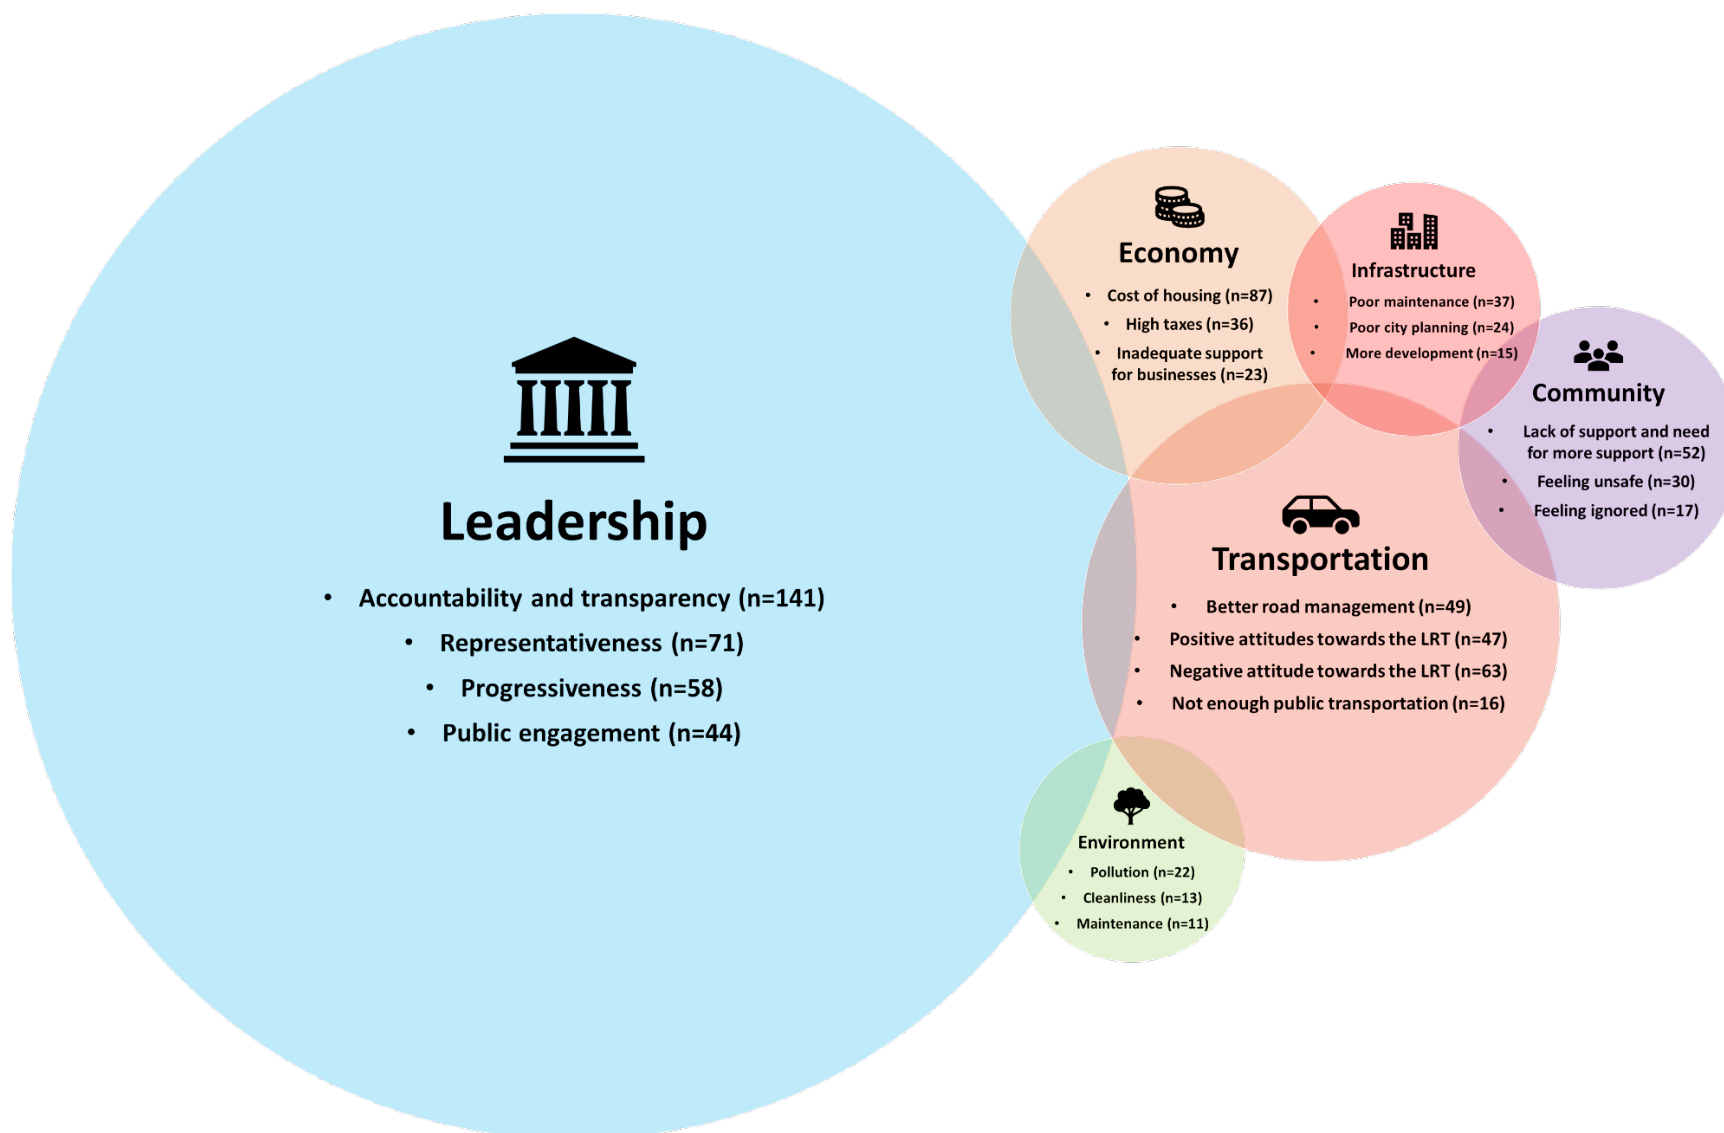 Leadership
• Accountability and transparency (n=141)
• Representativeness (n=71)
• Progressiveness (n=58)
• Public engagement (n=44)
Economy
• Cost of housing (n=87)
• High taxes (n=36)
• Inadequate support
for businesses (n=23)
Infrastructure
• Poor maintenance (n=37)
• Poor city planning (n=24)
• More development (n=15)
Community
• Lack of support and need
for more support (n=52)
• Feeling unsafe (n=30)
• Feeling ignored (n=17)
Transportation
• Better road management (n=49)
• Positive attitudes towards the LRT (n=47)
• Negative attitude towards the LRT (n=63)
• Not enough public transportation (n=16)
Environment
• Pollution (n=22)
• Cleanliness (n=13)
• Maintenance (n=11)